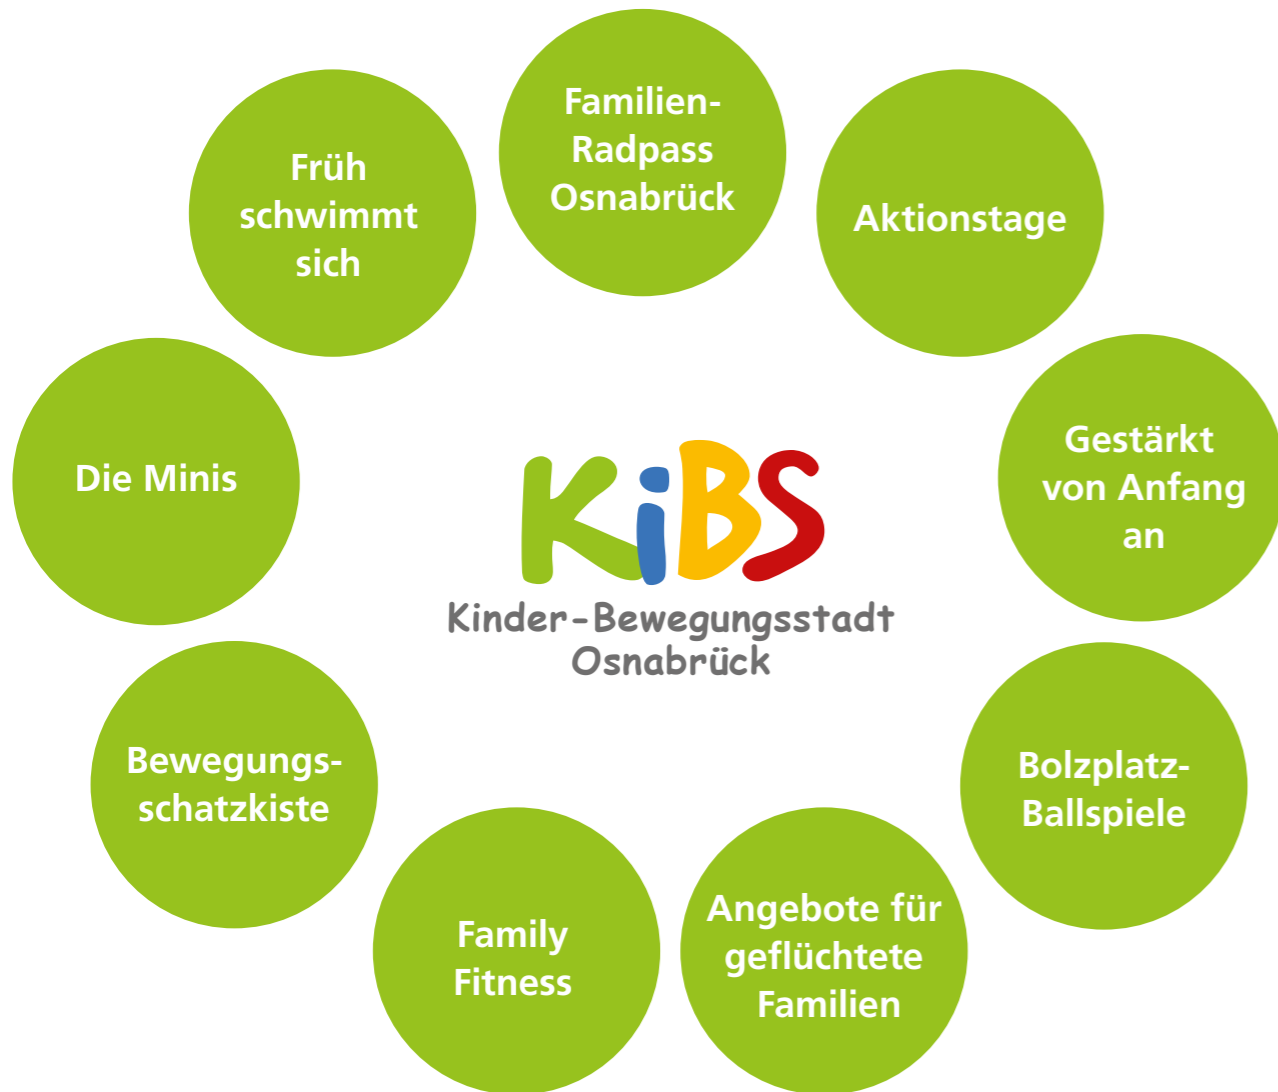 Familien-
Radpass
Osnabrück
Aktionstage
Gestärkt
von Anfang
an
Bolzplatz-
Ballspiele
Angebote für
geflüchtete
Familien
Family
Fitness
Bewegungs-
schatzkiste
Die Minis
Früh
schwimmt
sich
KiBS
Kinder-Bewegungsstadt
Osnabrück